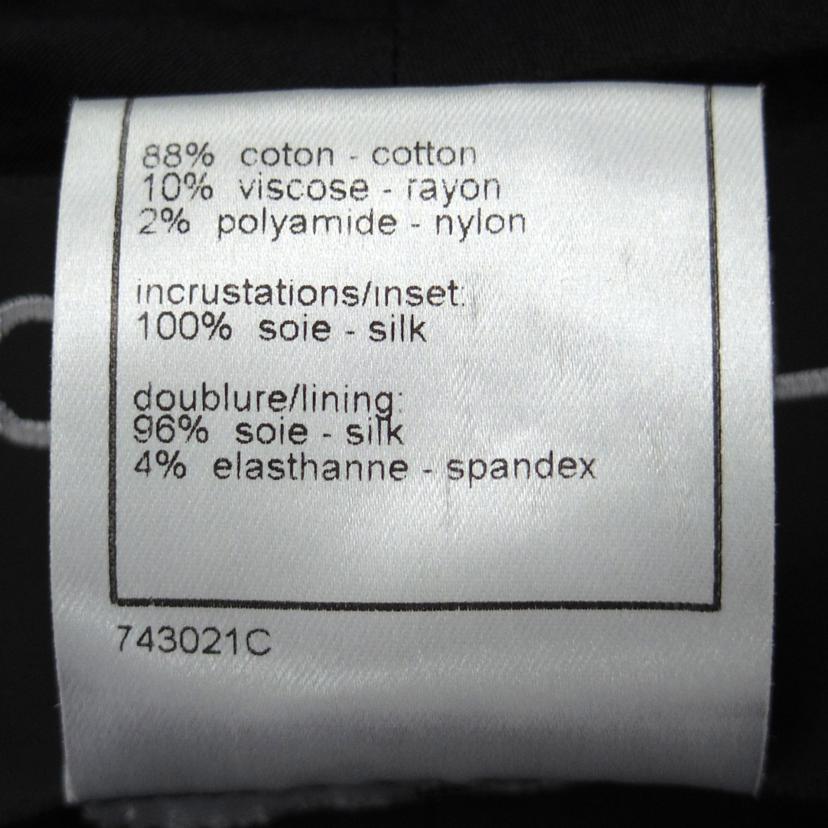 88% coton - cotton
10% viscose - rayon
2% polyamide - nylon
incrustations/inset:
100% soie - silk
doublure/lining:
96% soie - silk
4% elasthanne - spandex
743021C